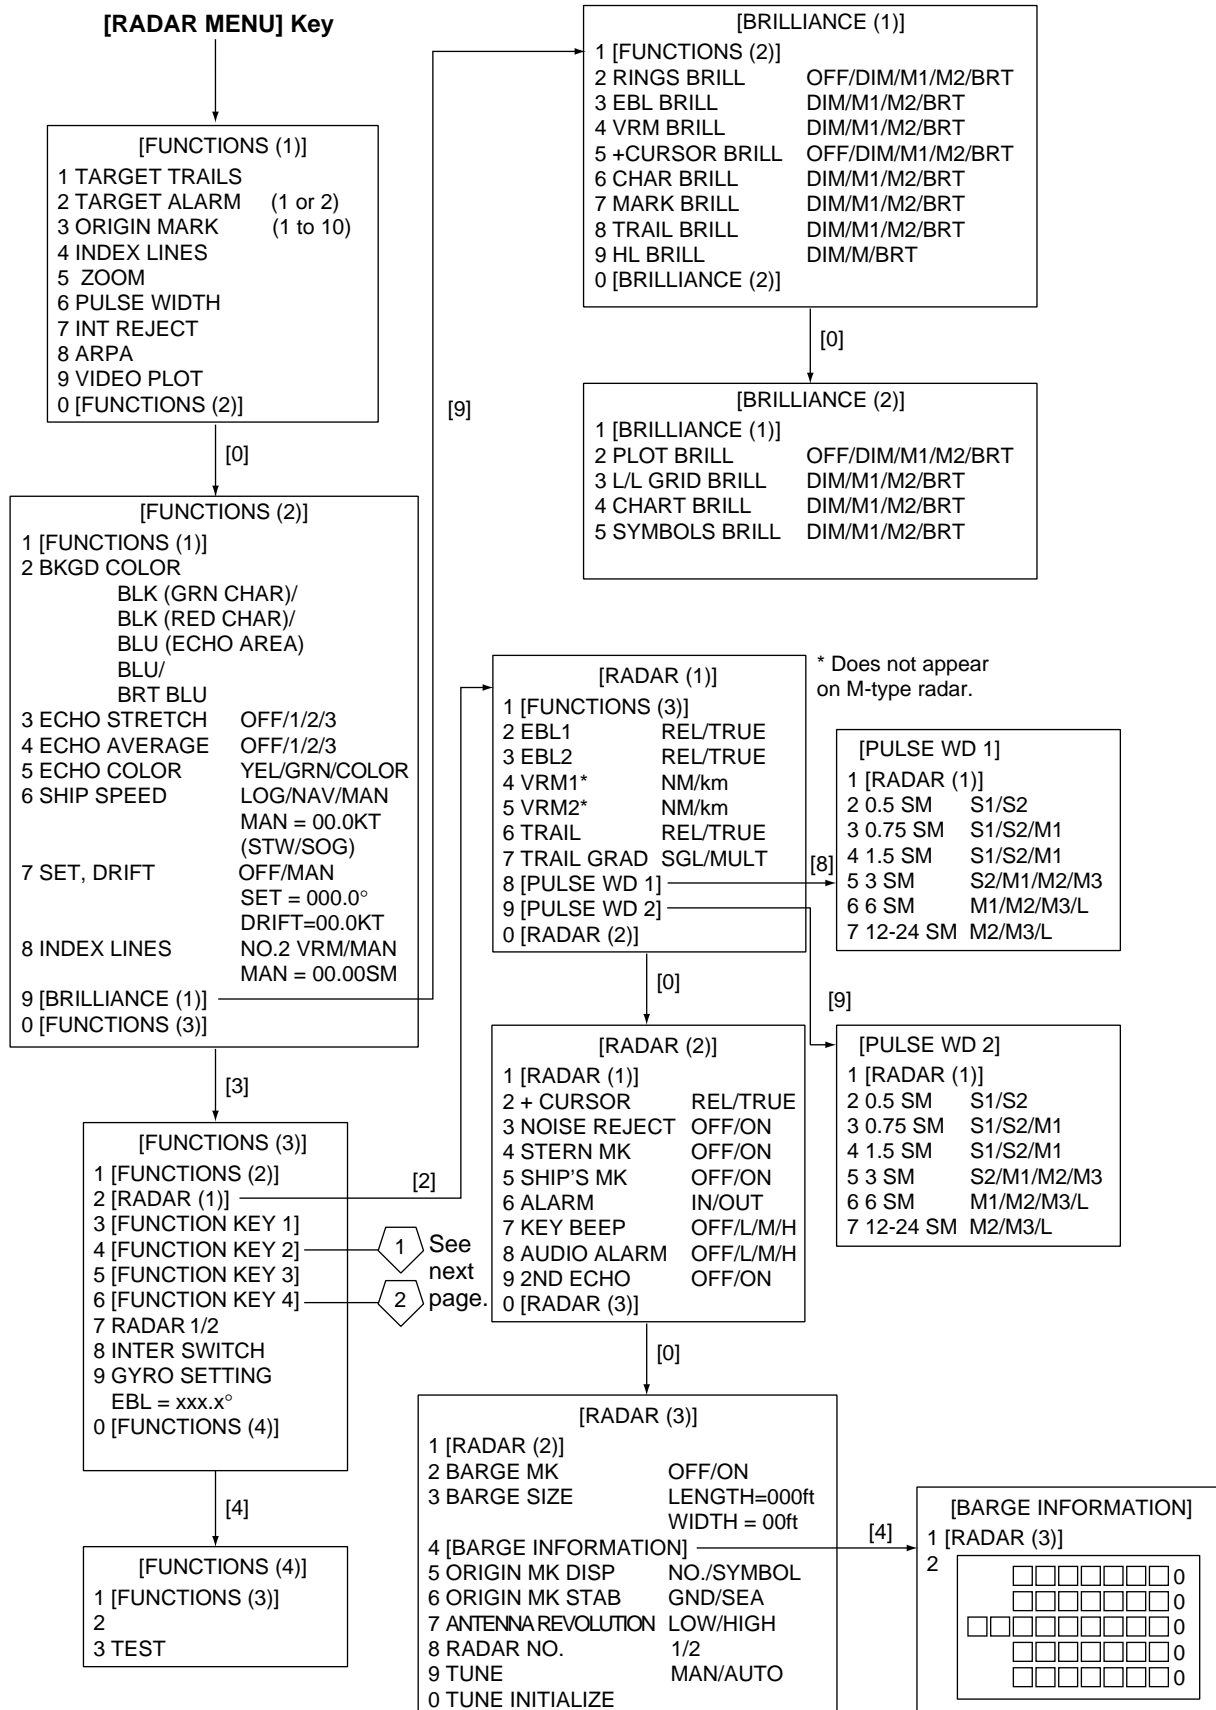 [RADAR MENU] Key
[FUNCTIONS (1)]
1 TARGET TRAILS
2 TARGET ALARM (1 or 2)
3 ORIGIN MARK (1 to 10)
4 INDEX LINES
5 ZOOM
6 PULSE WIDTH
7 INT REJECT
8 ARPA
9 VIDEO PLOT
0 [FUNCTIONS (2)]
[0]
[FUNCTIONS (2)]
1 [FUNCTIONS (1)]
2 BKGD COLOR
BLK (GRN CHAR)/
BLK (RED CHAR)/
BLU (ECHO AREA)
BLU/
BRT BLU
3 ECHO STRETCH OFF/1/2/3
4 ECHO AVERAGE OFF/1/2/3
5 ECHO COLOR YEL/GRN/COLOR
6 SHIP SPEED LOG/NAV/MAN
MAN = 00.0KT
(STW/SOG)
7 SET, DRIFT OFF/MAN
SET = 000.0°
DRIFT=00.0KT
8 INDEX LINES NO.2 VRM/MAN
MAN = 00.00SM
9 [BRILLIANCE (1)]
0 [FUNCTIONS (3)]
[3]
[FUNCTIONS (3)]
1 [FUNCTIONS (2)]
2 [RADAR (1)]
3 [FUNCTION KEY 1]
4 [FUNCTION KEY 2]
5 [FUNCTION KEY 3]
6 [FUNCTION KEY 4]
7 RADAR 1/2
8 INTER SWITCH
9 GYRO SETTING
EBL = xxx.x°
0 [FUNCTIONS (4)]
1
2
See
next
page.
[4]
[FUNCTIONS (4)]
1 [FUNCTIONS (3)]
2
3 TEST
[9]
[BRILLIANCE (1)]
1 [FUNCTIONS (2)]
2 RINGS BRILL OFF/DIM/M1/M2/BRT
3 EBL BRILL DIM/M1/M2/BRT
4 VRM BRILL DIM/M1/M2/BRT
5 +CURSOR BRILL OFF/DIM/M1/M2/BRT
6 CHAR BRILL DIM/M1/M2/BRT
7 MARK BRILL DIM/M1/M2/BRT
8 TRAIL BRILL DIM/M1/M2/BRT
9 HL BRILL DIM/M/BRT
0 [BRILLIANCE (2)]
[0]
[BRILLIANCE (2)]
1 [BRILLIANCE (1)]
2 PLOT BRILL OFF/DIM/M1/M2/BRT
3 L/L GRID BRILL DIM/M1/M2/BRT
4 CHART BRILL DIM/M1/M2/BRT
5 SYMBOLS BRILL DIM/M1/M2/BRT
[2]
[RADAR (1)]
1 [FUNCTIONS (3)]
2 EBL1 REL/TRUE
3 EBL2 REL/TRUE
4 VRM1* NM/km
5 VRM2* NM/km
6 TRAIL REL/TRUE
7 TRAIL GRAD SGL/MULT
8 [PULSE WD 1]
9 [PULSE WD 2]
0 [RADAR (2)]
* Does not appear
on M-type radar.
[8]
[PULSE WD 1]
1 [RADAR (1)]
2 0.5 SM S1/S2
3 0.75 SM S1/S2/M1
4 1.5 SM S1/S2/M1
5 3 SM S2/M1/M2/M3
6 6 SM M1/M2/M3/L
7 12-24 SM M2/M3/L
[9]
[PULSE WD 2]
1 [RADAR (1)]
2 0.5 SM S1/S2
3 0.75 SM S1/S2/M1
4 1.5 SM S1/S2/M1
5 3 SM S2/M1/M2/M3
6 6 SM M1/M2/M3/L
7 12-24 SM M2/M3/L
[0]
[RADAR (2)]
1 [RADAR (1)]
2 + CURSOR REL/TRUE
3 NOISE REJECT OFF/ON
4 STERN MK OFF/ON
5 SHIP'S MK OFF/ON
6 ALARM IN/OUT
7 KEY BEEP OFF/L/M/H
8 AUDIO ALARM OFF/L/M/H
9 2ND ECHO OFF/ON
0 [RADAR (3)]
[0]
[RADAR (3)]
1 [RADAR (2)]
2 BARGE MK OFF/ON
3 BARGE SIZE LENGTH=000ft
WIDTH = 00ft
4 [BARGE INFORMATION]
5 ORIGIN MK DISP NO./SYMBOL
6 ORIGIN MK STAB GND/SEA
7 ANTENNA REVOLUTION LOW/HIGH
8 RADAR NO. 1/2
9 TUNE MAN/AUTO
0 TUNE INITIALIZE
[4]
[BARGE INFORMATION]
1 [RADAR (3)]
2
0
0
0
0
0